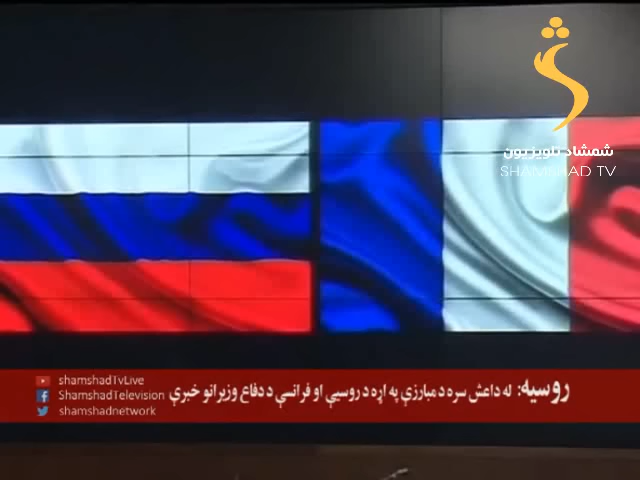 شمشاد تلویزیون
SHAMSHAD TV
روسیه: له داعش سره د مبارزې په اړه د روسیې او فرانسې د دفاع وزیرانو خبرې
shamshadTvLive
ShamshadTelevision
shamshadnetwork